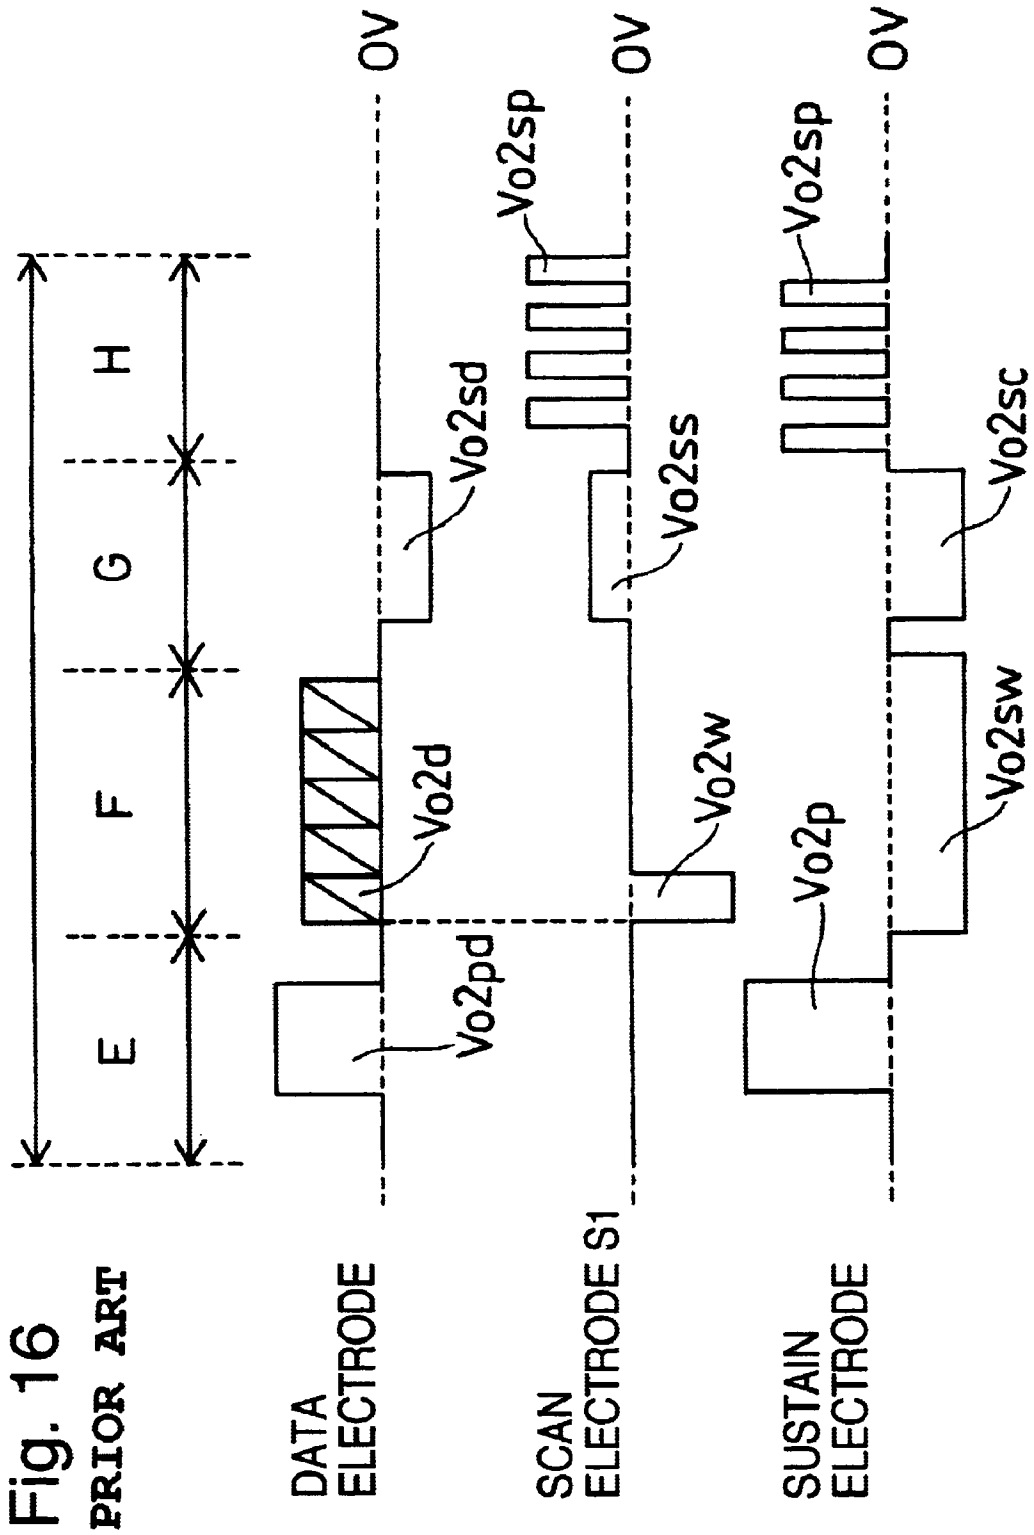 Fig. 16
PRIOR ART
E
F
G
H
DATA
ELECTRODE
Vo2pd
Vo2d
Vo2sd
0V
SCAN
ELECTRODE S1
Vo2w
Vo2ss
Vo2sp
0V
SUSTAIN
ELECTRODE
Vo2p
Vo2sw
Vo2sc
Vo2sp
0V